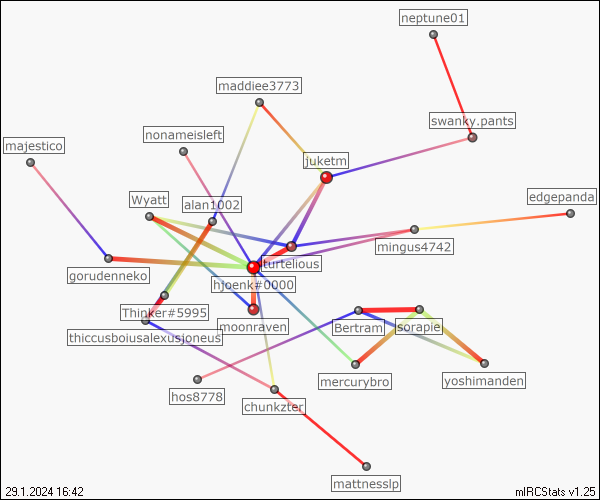 neptune01
maddiee3773
swanky.pants
nonameisleft
majestico
juketm
edgepanda
Wyatt
alan1002
mingus4742
turtelious
gorudenneko
hjoenk#0000
Thinker#5995
moonraven
Bertram
sorapie
thiccusboiusalexusjoneus
mercurybro
yoshimanden
hos8778
chunkzter
mattnesslp
29.1.2024 16:42
mIRCStats v1.25